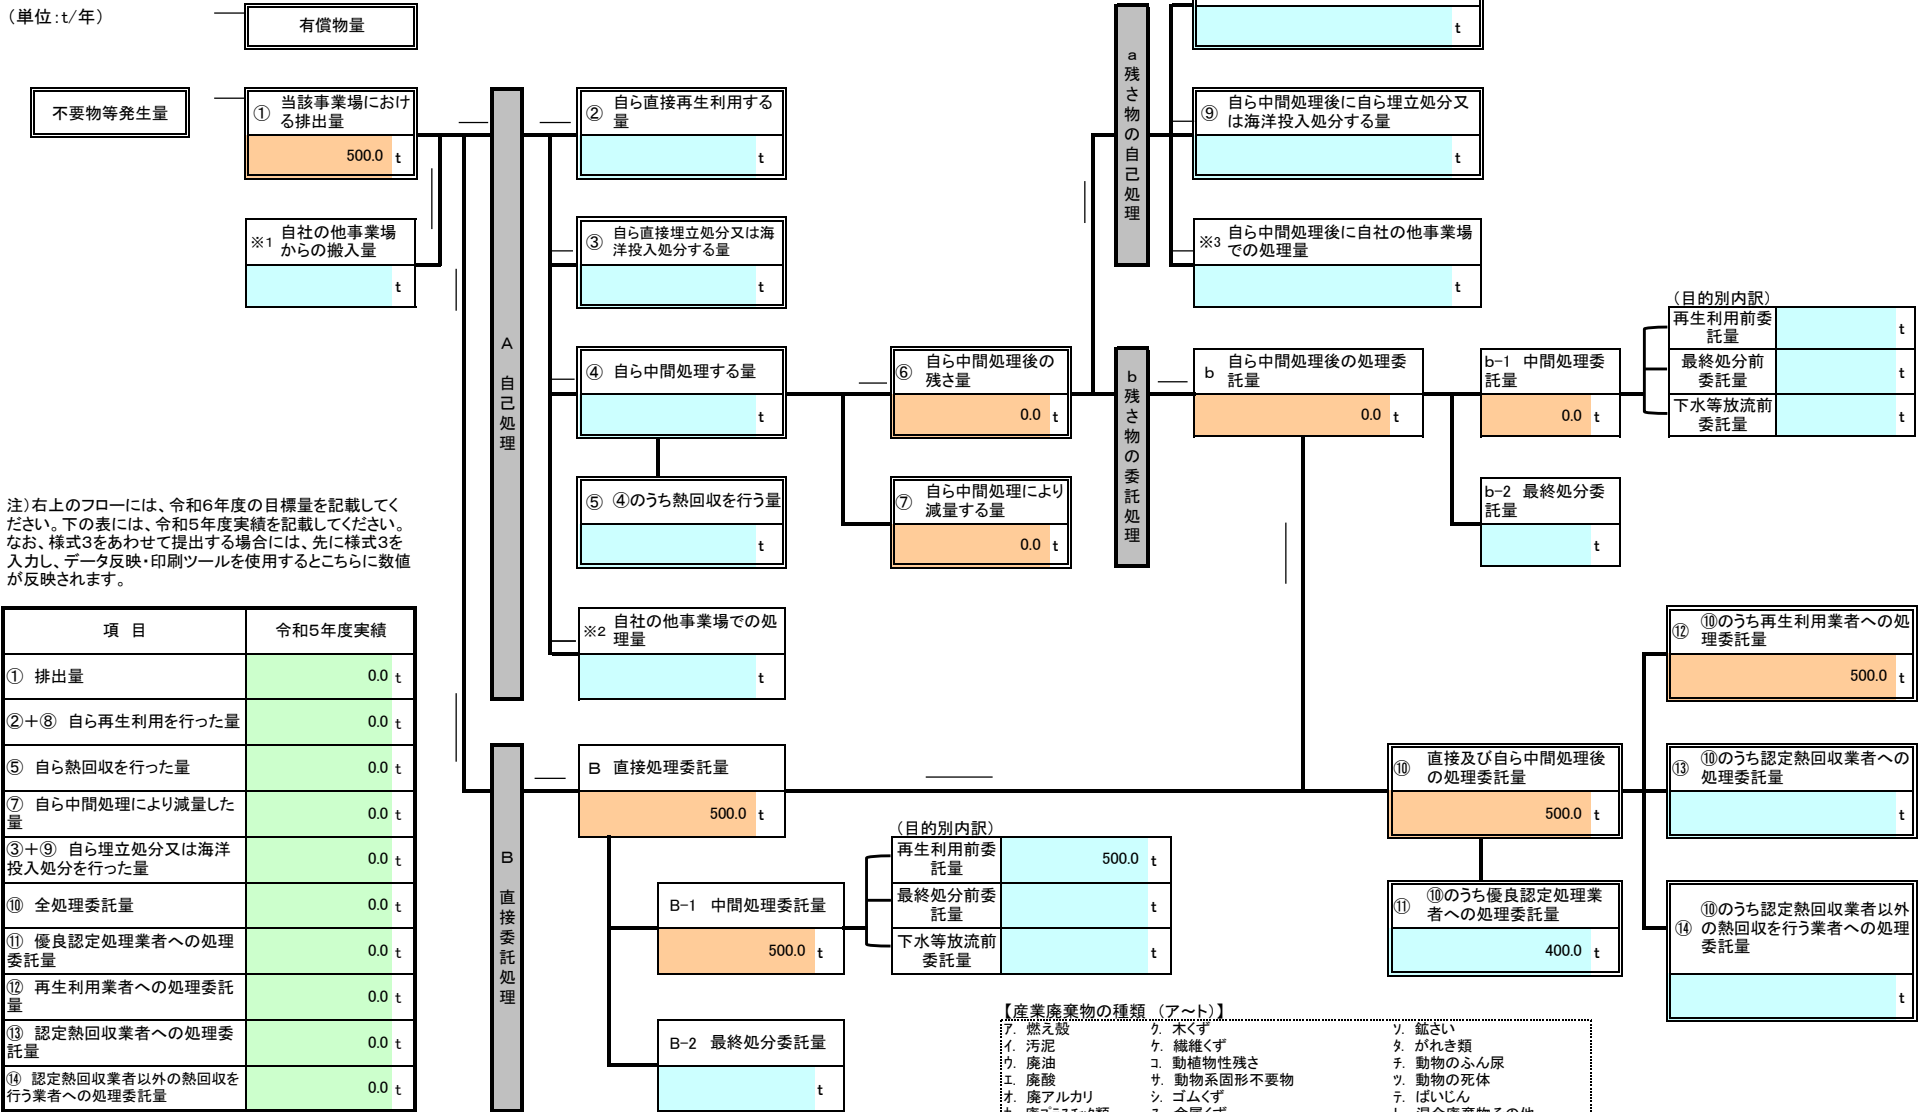 （単位：t/年）
有償物量
t
不要物等発生量
① 当該事業場におけ
る排出量
500.0 t
※1 自社の他事業場
からの搬入量
t
A 自己処理
② 自ら直接再生利用する
量
t
③ 自ら直接埋立処分又は海
洋投入処分する量
t
④ 自ら中間処理する量
t
⑤ ④のうち熱回収を行う量
t
※2 自社の他事業場での処
理量
t
⑥ 自ら中間処理後の
残さ量
0.0 t
⑦ 自ら中間処理により
減量する量
0.0 t
a 残さ物の自己処理
⑨ 自ら中間処理後に自ら埋立処分又
は海洋投入処分する量
t
※3 自ら中間処理後に自社の他事業場
での処理量
t
b 残さ物の委託処理
b 自ら中間処理後の処理委
託量
0.0 t
b-1 中間処理委
託量
0.0 t
b-2 最終処分委
託量
t
（目的別内訳）
再生利用前委
託量
t
最終処分前
委託量
t
下水等放流前
委託量
t
注）右上のフローには、令和６年度の目標量を記載してく
ださい。下の表には、令和５年度実績を記載してください。
なお、様式３をあわせて提出する場合には、先に様式３を
入力し、データ反映・印刷ツールを使用するとこちらに数値
が反映されます。
項 目 令和５年度実績
① 排出量 0.0 t
②＋⑧ 自ら再生利用を行った量 0.0 t
⑤ 自ら熱回収を行った量 0.0 t
⑦ 自ら中間処理により減量した
量 0.0 t
③＋⑨ 自ら埋立処分又は海洋
投入処分を行った量 0.0 t
⑩ 全処理委託量 0.0 t
⑪ 優良認定処理業者への処理
委託量 0.0 t
⑫ 再生利用業者への処理委託
量 0.0 t
⑬ 認定熱回収業者への処理委
託量 0.0 t
⑭ 認定熱回収業者以外の熱回収を
行う業者への処理委託量 0.0 t
B 直接委託処理
B 直接処理委託量
500.0 t
B-1 中間処理委託量
500.0 t
B-2 最終処分委託量
t
（目的別内訳）
再生利用前委
託量
500.0 t
最終処分前委
託量
t
下水等放流前
委託量
t
⑩ 直接及び自ら中間処理後
の処理委託量
500.0 t
⑪ ⑩のうち優良認定処理業
者への処理委託量
400.0 t
⑫ ⑩のうち再生利用業者への処
理委託量
500.0 t
⑬ ⑩のうち認定熱回収業者への
処理委託量
t
⑭ ⑩のうち認定熱回収業者以外
の熱回収を行う業者への処理
委託量
t
【産業廃棄物の種類 （ア～ト）】
ア. 燃え殻 ク. 木くず ソ. 鉱さい
イ. 汚泥 ケ. 繊維くず タ. がれき類
ウ. 廃油 コ. 動植物性残さ チ. 動物のふん尿
エ. 廃酸 サ. 動物系固形不要物 ツ. 動物の死体
オ. 廃アルカリ シ. ゴムくず テ. ばいじん